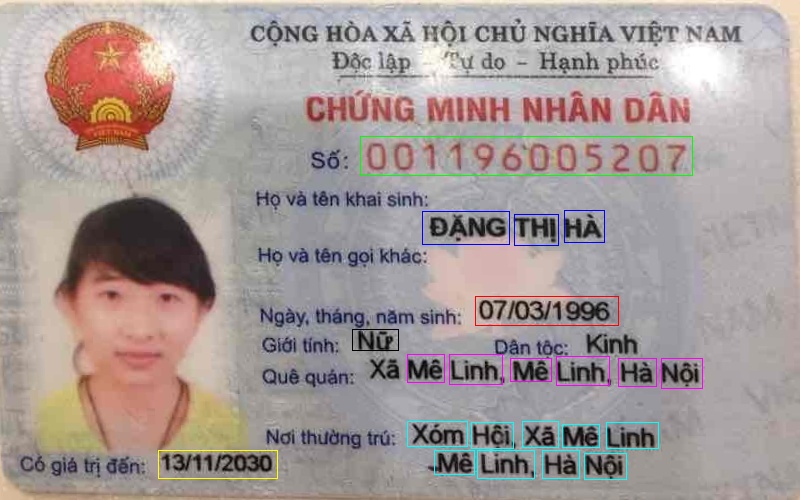 CỘNG HÒA XÃ HỘI CHỦ NGHĨA VIỆT NAM
Độc lập - Tự do - Hạnh phúc
CHỨNG MINH NHÂN DÂN
Số: 001196005207
Họ và tên khai sinh:
ĐẶNG THỊ HÀ
Họ và tên gọi khác:
Ngày, tháng, năm sinh: 07/03/1996
Giới tính: Nữ Dân tộc: Kinh
Quê quán: Xã Mê Linh, Mê Linh, Hà Nội
Nơi thường trú: Xóm Hội, Xã Mê Linh
Mê Linh, Hà Nội
Có giá trị đến: 13/11/2030